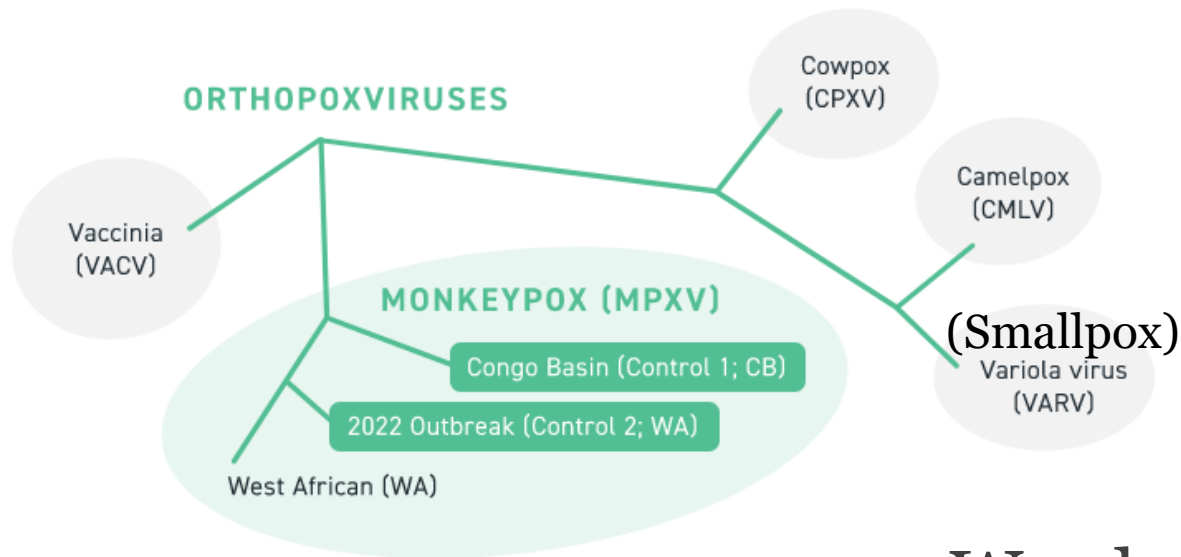 ORTHOPOXVIRUSES
Cowpox
(CPXV)
Camelpox
(CMLV)
Vaccinia
(VACV)
MONKEYPOX (MPXV)
(Smallpox)
Variola virus
(VARV)
Congo Basin (Control 1; CB)
2022 Outbreak (Control 2; WA)
West African (WA)